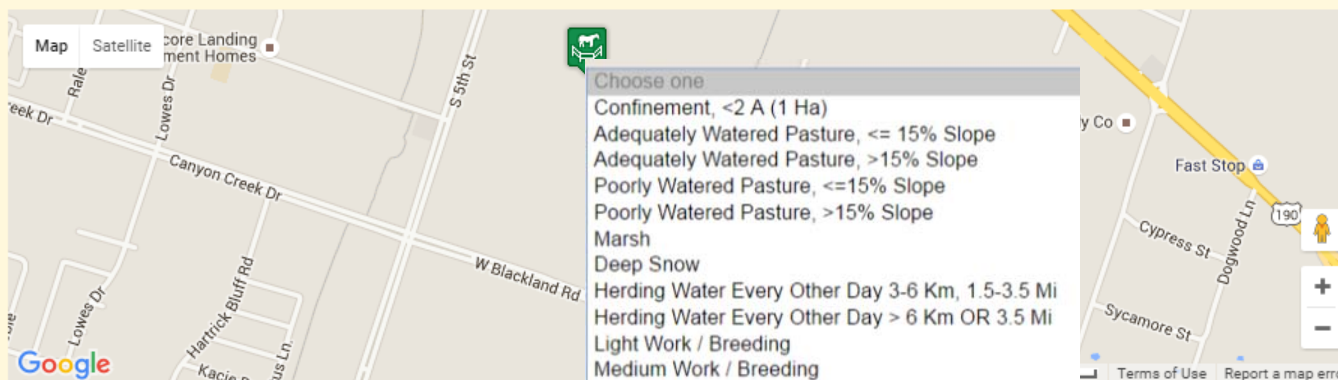 Map
Satellite
core Landing
ment Homes
Lowes Dr
S 5th St
eek Dr
Canyon Creek Dr
Hartrick Bluff Rd
Lowes Dr
W Blackland Rd
Choose one
Confinement, <2 A (1 Ha)
Adequately Watered Pasture, <= 15% Slope
Adequately Watered Pasture, >15% Slope
Poorly Watered Pasture, <=15% Slope
Poorly Watered Pasture, >15% Slope
Marsh
Deep Snow
Herding Water Every Other Day 3-6 Km, 1.5-3.5 Mi
Herding Water Every Other Day > 6 Km OR 3.5 Mi
Light Work / Breeding
Medium Work / Breeding
y Co
Fast Stop
190
Cypress St
Dogwood Ln
Sycamore St
+
−
Google
Terms of Use
Report a map erro